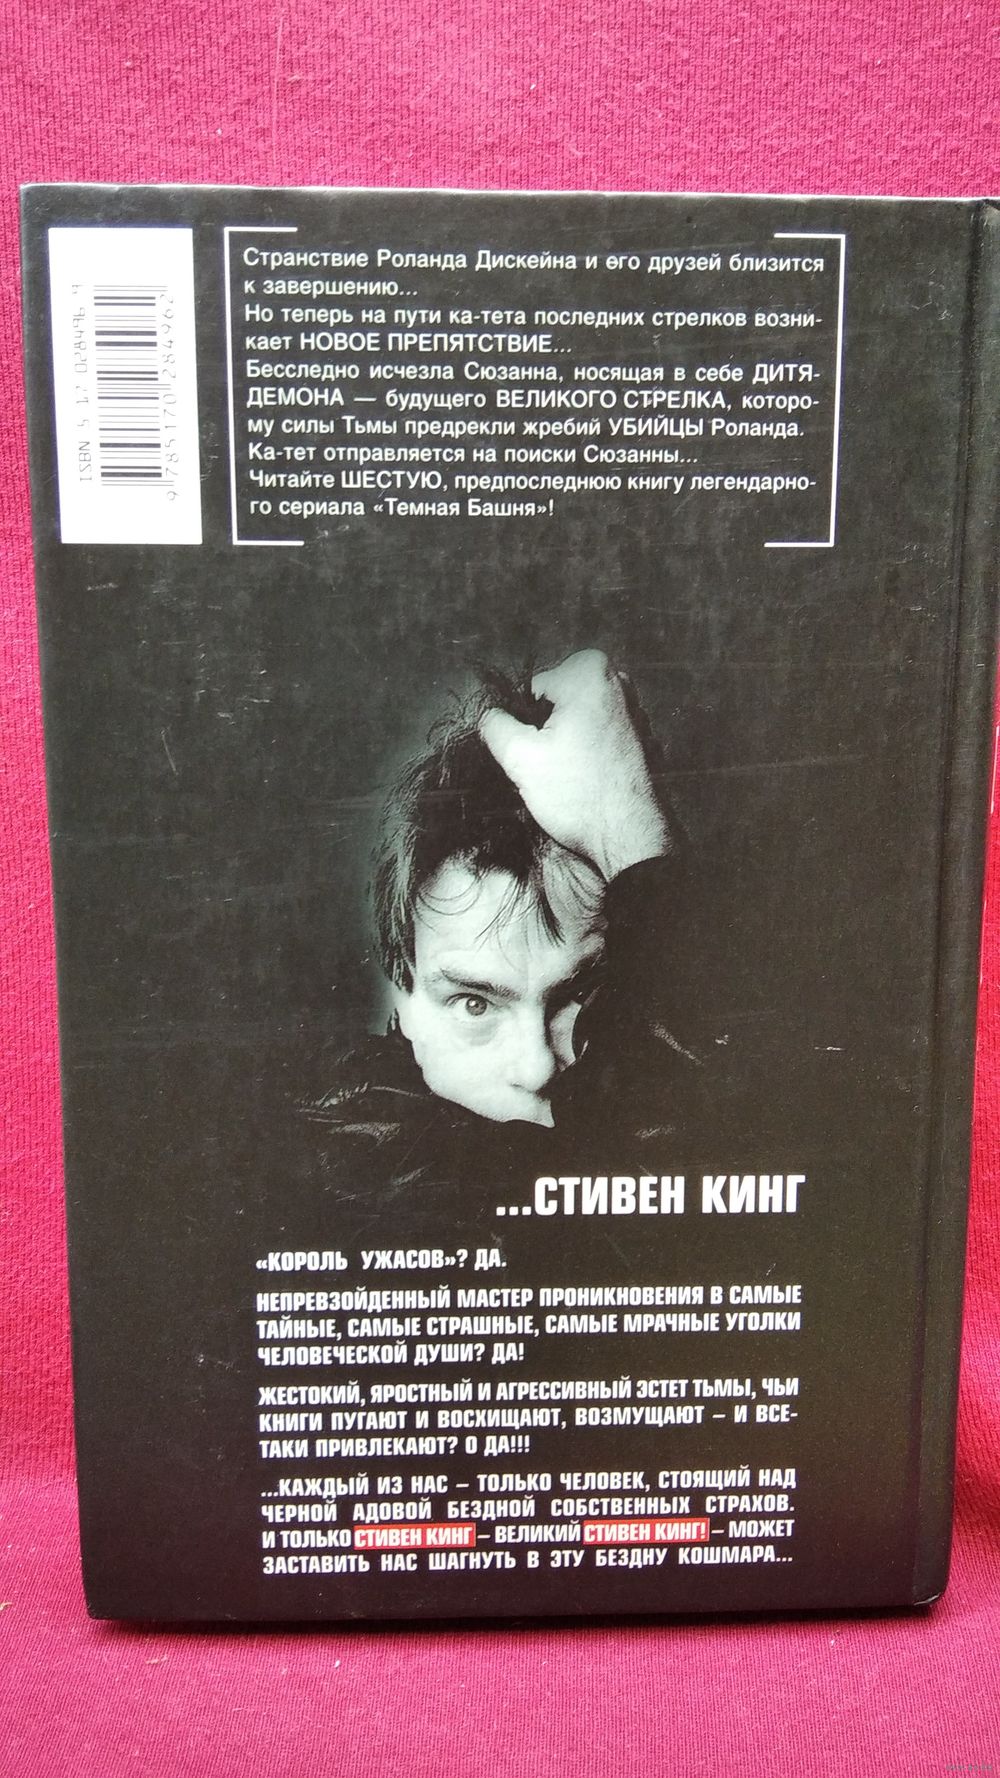 ISBN 5 17 028496 9
9 785170 284962
Странствие Роланда Дискейна и его друзей близится
к завершению...
Но теперь на пути ка-тета последних стрелков возни-
кает НОВОЕ ПРЕПЯТСТВИЕ...
Бесследно исчезла Сюзанна, носящая в себе ДИТЯ-
ДЕМОНА — будущего ВЕЛИКОГО СТРЕЛКА, которо-
му силы Тьмы предрекли жребий УБИЙЦЫ Роланда.
Ка-тет отправляется на поиски Сюзанны...
Читайте ШЕСТУЮ, предпоследнюю книгу легендарно-
го сериала «Темная Башня»!
...СТИВЕН КИНГ
«КОРОЛЬ УЖАСОВ»? ДА.
НЕПРЕВЗОЙДЕННЫЙ МАСТЕР ПРОНИКНОВЕНИЯ В САМЫЕ
ТАЙНЫЕ, САМЫЕ СТРАШНЫЕ, САМЫЕ МРАЧНЫЕ УГОЛКИ
ЧЕЛОВЕЧЕСКОЙ ДУШИ? ДА!
ЖЕСТОКИЙ, ЯРОСТНЫЙ И АГРЕССИВНЫЙ ЭСТЕТ ТЬМЫ, ЧЬИ
КНИГИ ПУГАЮТ И ВОСХИЩАЮТ, ВОЗМУЩАЮТ – И ВСЕ-
ТАКИ ПРИВЛЕКАЮТ? О ДА!!!
...КАЖДЫЙ ИЗ НАС – ТОЛЬКО ЧЕЛОВЕК, СТОЯЩИЙ НАД
ЧЕРНОЙ АДОВОЙ БЕЗДНОЙ СОБСТВЕННЫХ СТРАХОВ.
И ТОЛЬКО СТИВЕН КИНГ – ВЕЛИКИЙ СТИВЕН КИНГ! – МОЖЕТ
ЗАСТАВИТЬ НАС ШАГНУТЬ В ЭТУ БЕЗДНУ КОШМАРА...